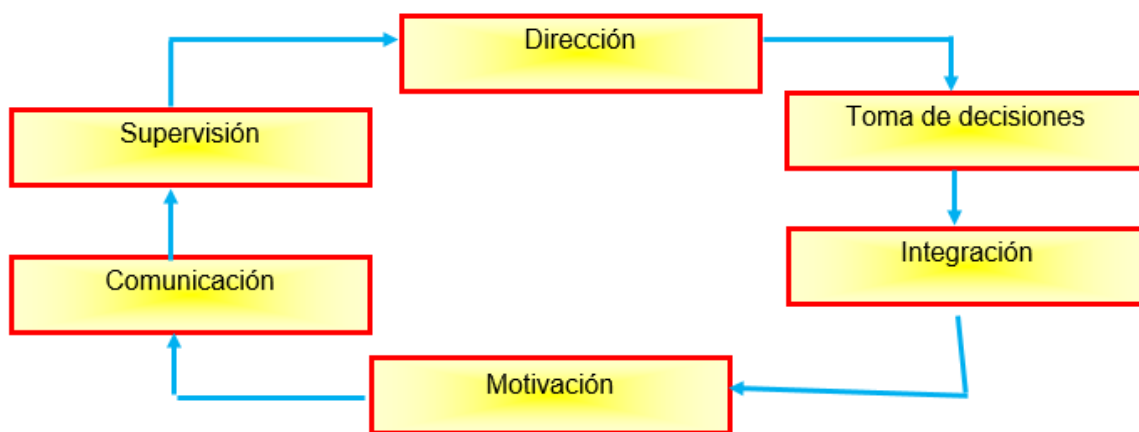 Dirección
Toma de decisiones
Integración
Motivación
Comunicación
Supervisión